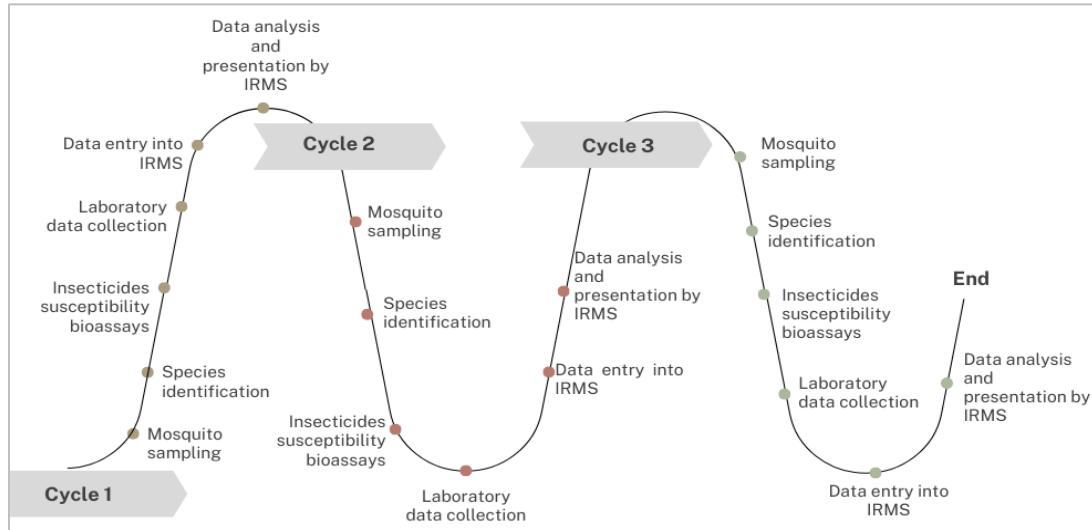 Cycle 1
Mosquito
sampling
Species
identification
Insecticides
susceptibility
bioassays
Laboratory
data collection
Data entry into
IRMS
Data analysis
and
presentation by
IRMS
Cycle 2
Mosquito
sampling
Species
identification
Insecticides
susceptibility
bioassays
Laboratory
data collection
Data entry into
IRMS
Data analysis
and
presentation by
IRMS
Cycle 3
Mosquito
sampling
Species
identification
Insecticides
susceptibility
bioassays
Laboratory
data collection
Data entry into
IRMS
Data analysis
and
presentation by
IRMS
End